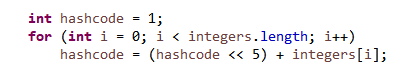 int hashcode = 1;
for (int i = 0; i < integers.length; i++)
    hashcode = (hashcode << 5) + integers[i];